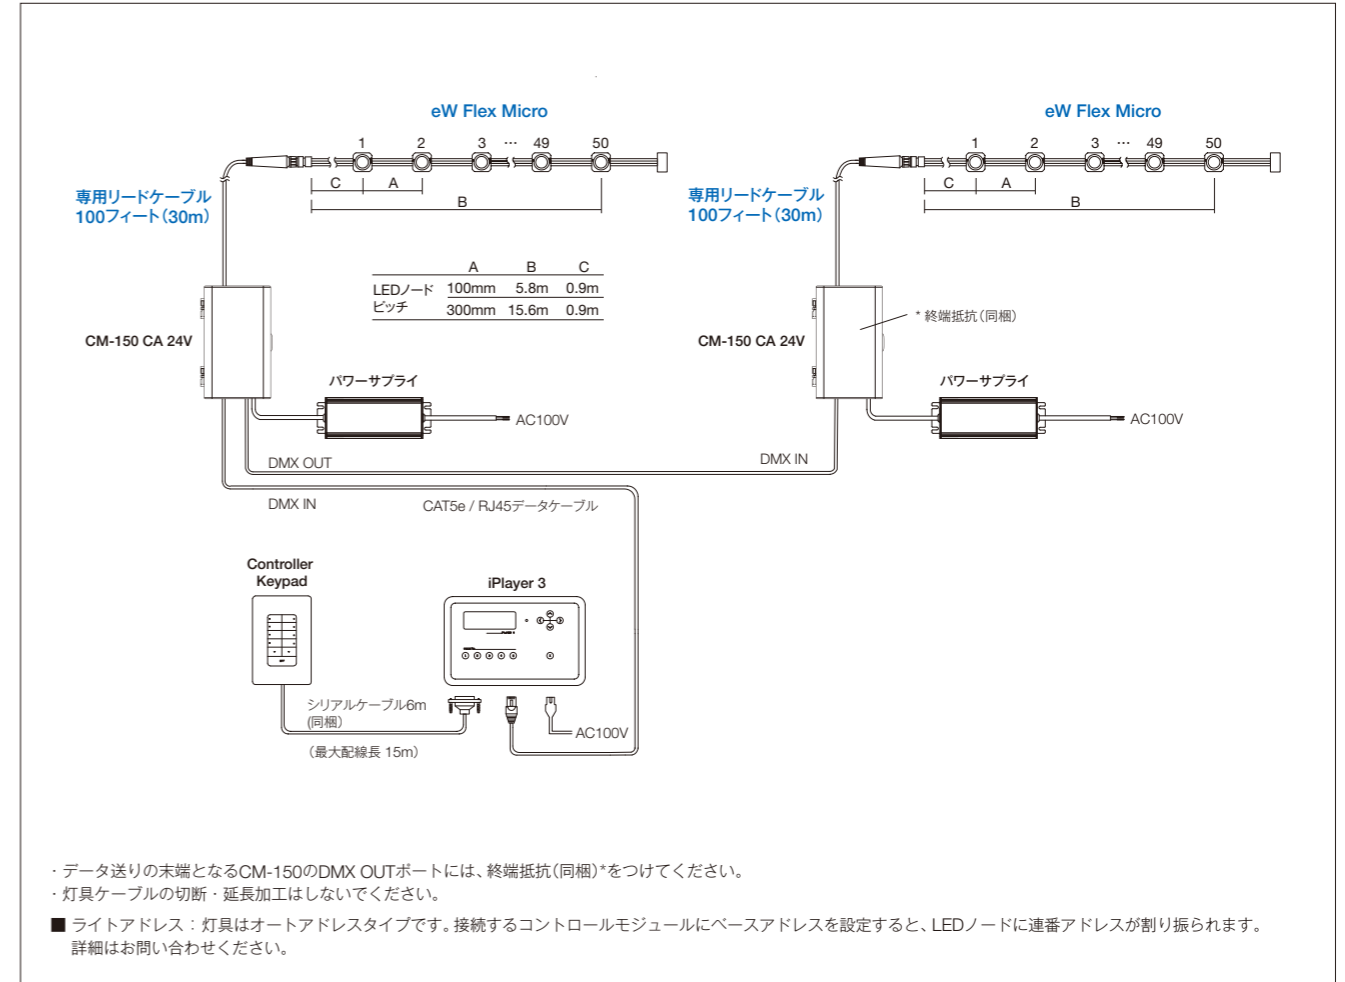 eW Flex Micro
eW Flex Micro
1 2 3 … 49 50
1 2 3 … 49 50
C A
C A
B
B
専用リードケーブル
100フィート(30m)
専用リードケーブル
100フィート(30m)
A B C
LEDノード 100mm 5.8m 0.9m
ピッチ 300mm 15.6m 0.9m
* 終端抵抗(同梱)
CM-150 CA 24V
CM-150 CA 24V
パワーサプライ
パワーサプライ
AC100V
AC100V
DMX OUT
DMX IN
DMX IN
CAT5e / RJ45データケーブル
Controller
Keypad
iPlayer 3
シリアルケーブル6m
(同梱)
(最大配線長 15m)
AC100V
・データ送りの末端となるCM-150のDMX OUTポートには、終端抵抗(同梱)*をつけてください。
・灯具ケーブルの切断・延長加工はしないでください。
■ ライトアドレス：灯具はオートアドレスタイプです。接続するコントロールモジュールにベースアドレスを設定すると、LEDノードに連番アドレスが割り振られます。
詳細はお問い合わせください。